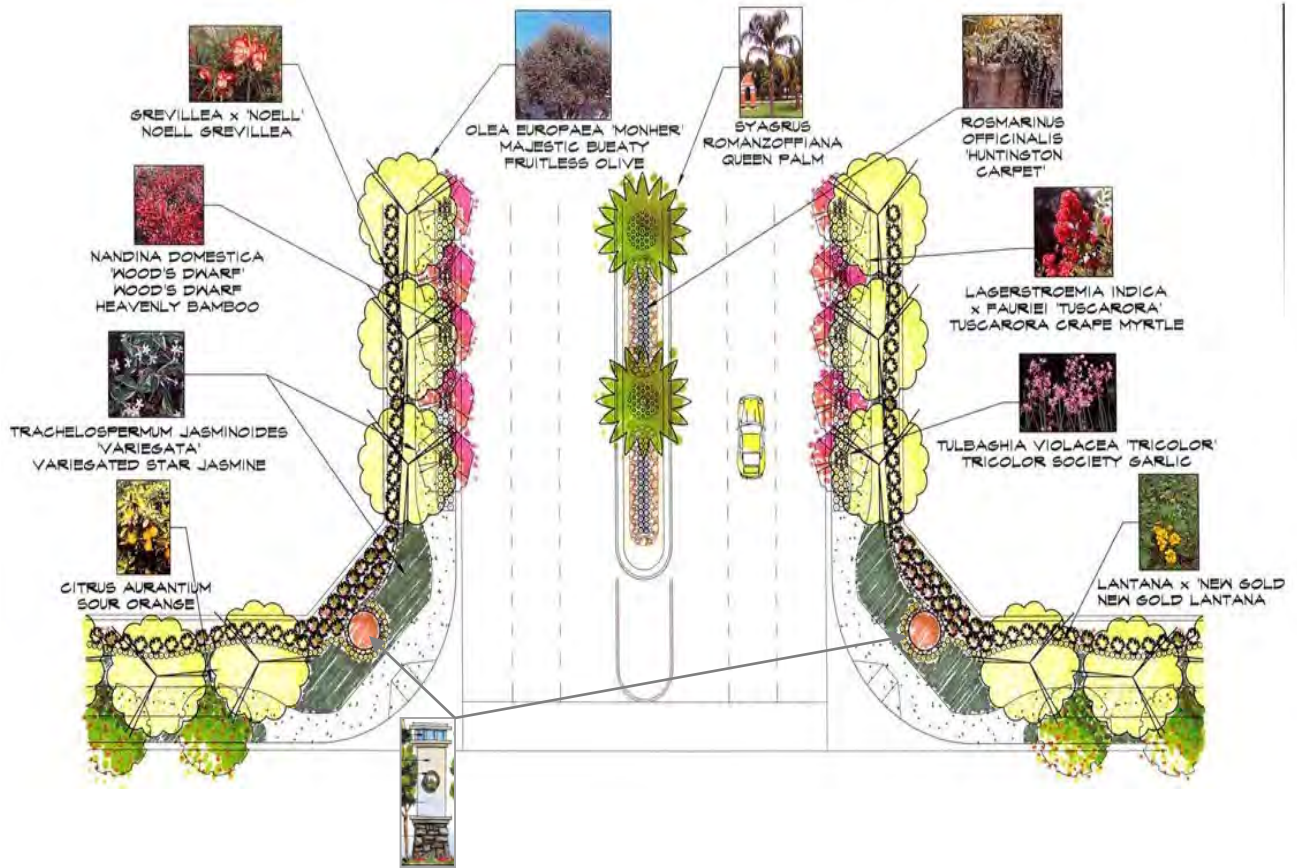 GREVILLEA x 'NOELL'
NOELL GREVILLEA
OLEA EUROPAEA 'MONHER'
MAJESTIC BUEATY
FRUITLESS OLIVE
SYAGRUS
ROMANZOFFIANA
QUEEN PALM
ROSMARINUS
OFFICINALIS
'HUNTINGTON
CARPET'
NANDINA DOMESTICA
'WOOD'S DWARF'
WOOD'S DWARF
HEAVENLY BAMBOO
LAGERSTROEMIA INDICA
x FAURIEI 'TUSCARORA'
TUSCARORA CRAPE MYRTLE
TRACHELOSPERMUM JASMINOIDES
'VARIEGATA'
VARIEGATED STAR JASMINE
TULBAGHIA VIOLACEA 'TRICOLOR'
TRICOLOR SOCIETY GARLIC
CITRUS AURANTIUM
SOUR ORANGE
LANTANA x 'NEW GOLD
NEW GOLD LANTANA